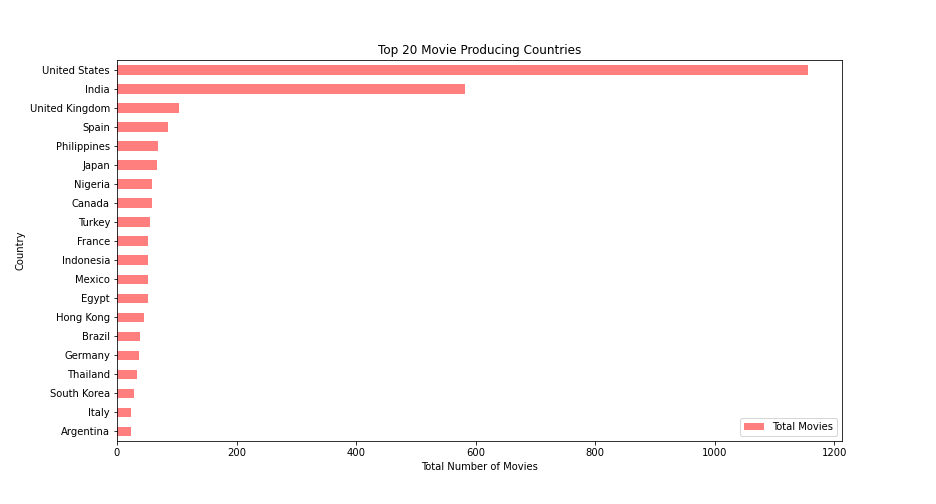 Top 20 Movie Producing Countries
United States
India
United Kingdom
Spain
Philippines
Japan
Nigeria
Canada
Turkey
France
Indonesia
Mexico
Egypt
Hong Kong
Brazil
Germany
Thailand
South Korea
Italy
Argentina
Country
Total Movies
0 200 400 600 800 1000 1200
Total Number of Movies